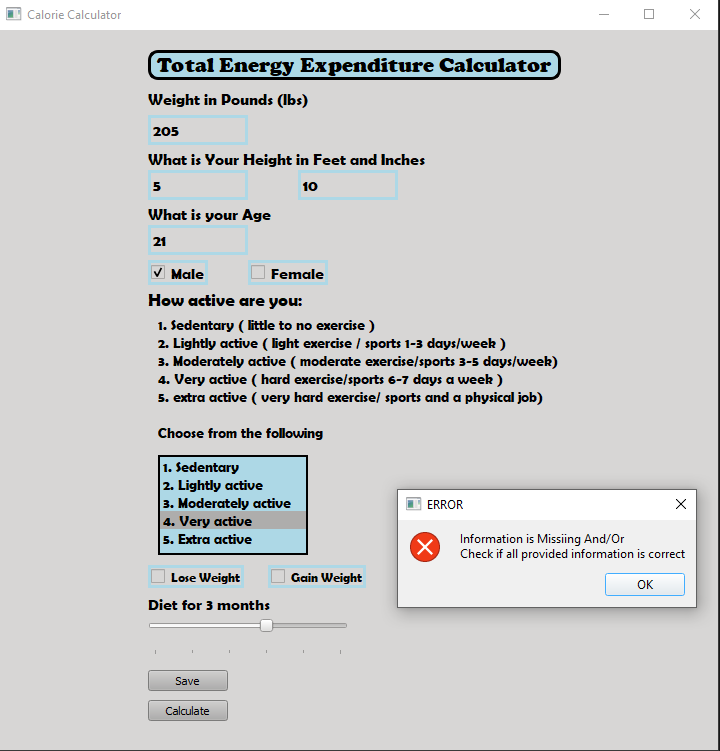 Calorie Calculator
Total Energy Expenditure Calculator
Weight in Pounds (lbs)
205
What is Your Height in Feet and Inches
5 10
What is your Age
21
Male Female
How active are you:
1. Sedentary ( little to no exercise )
2. Lightly active ( light exercise / sports 1-3 days/week )
3. Moderately active ( moderate exercise/sports 3-5 days/week)
4. Very active ( hard exercise/sports 6-7 days a week )
5. extra active ( very hard exercise/ sports and a physical job)
Choose from the following
1. Sedentary
2. Lightly active
3. Moderately active
4. Very active
5. Extra active
Lose Weight Gain Weight
Diet for 3 months
Save
Calculate
ERROR
Information is Missiing And/Or
Check if all provided information is correct
OK